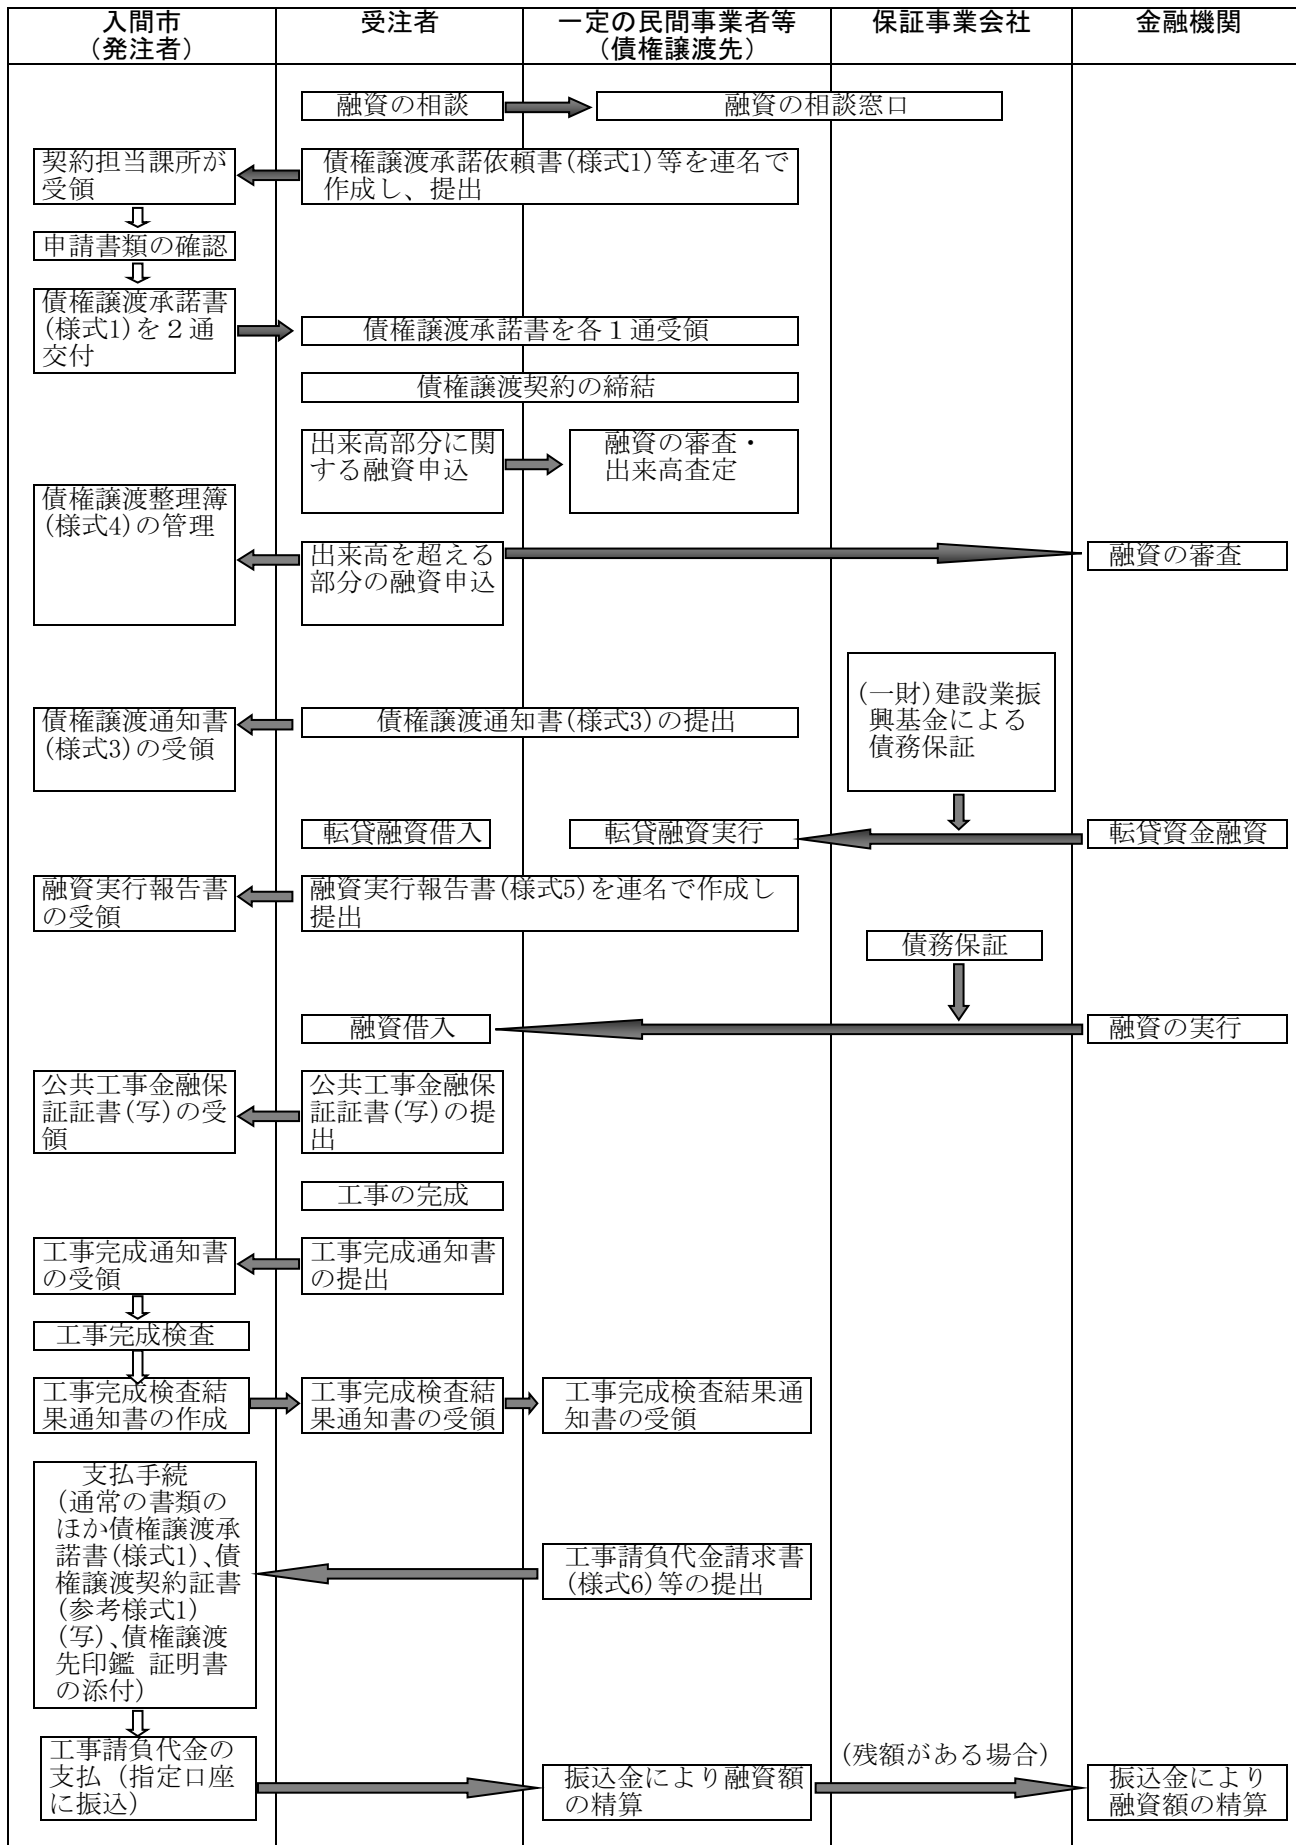 入間市
（発注者）
受注者
一定の民間事業者等
（債権譲渡先）
保証事業会社
金融機関
融資の相談
融資の相談窓口
契約担当課所が
受領
債権譲渡承諾依頼書(様式1)等を連名で
作成し、提出
申請書類の確認
債権譲渡承諾書
(様式1)を２通
交付
債権譲渡承諾書を各１通受領
債権譲渡契約の締結
出来高部分に関
する融資申込
融資の審査・
出来高査定
債権譲渡整理簿
(様式4)の管理
出来高を超える
部分の融資申込
融資の審査
(一財)建設業振
興基金による
債務保証
債権譲渡通知書
(様式3)の受領
債権譲渡通知書(様式3)の提出
転貸融資借入
転貸融資実行
転貸資金融資
融資実行報告書
の受領
融資実行報告書(様式5)を連名で作成し
提出
債務保証
融資借入
融資の実行
公共工事金融保
証証書(写)の受
領
公共工事金融保
証証書(写)の提
出
工事の完成
工事完成通知書
の受領
工事完成通知書
の提出
工事完成検査
工事完成検査結
果通知書の作成
工事完成検査結
果通知書の受領
工事完成検査結果通
知書の受領
支払手続
(通常の書類の
ほか債権譲渡承
諾書(様式1)、債
権譲渡契約証書
(参考様式1)
(写)、債権譲渡
先印鑑 証明書
の添付)
工事請負代金請求書
(様式6)等の提出
工事請負代金の
支払（指定口座
に振込）
振込金により融資額
の精算
(残額がある場合)
振込金により
融資額の精算